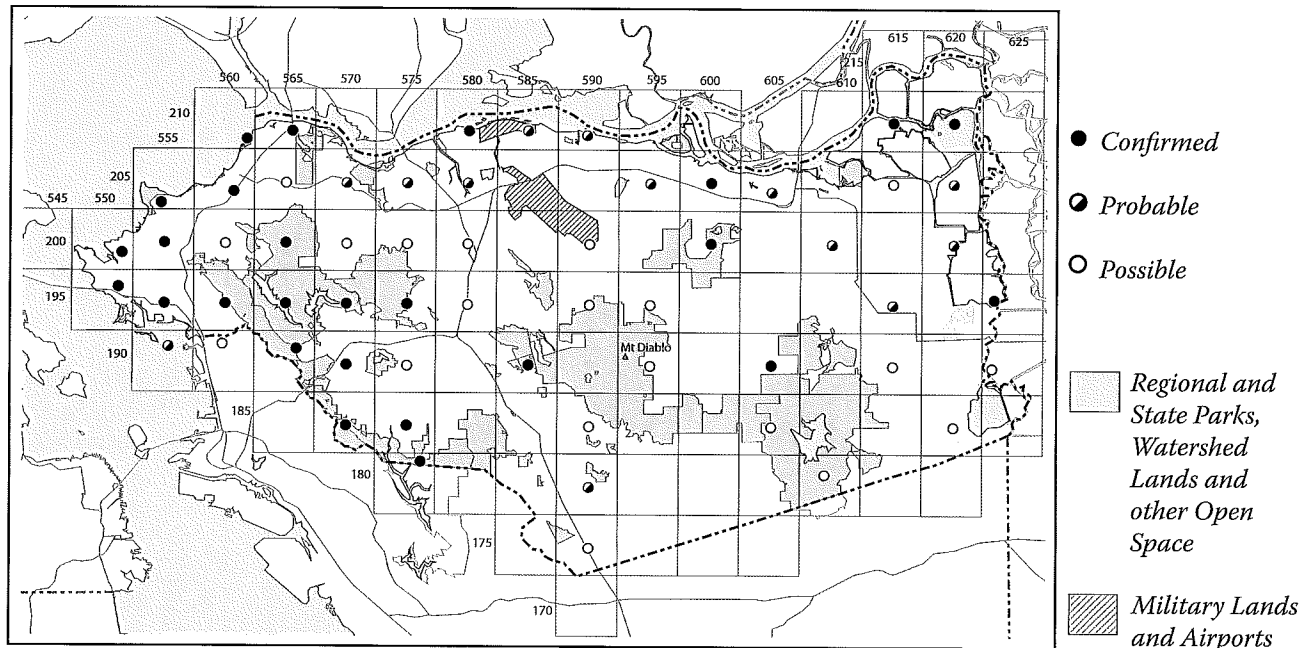 615
620
625
215
560
565
570
575
580
585
590
595
600
605
610
210
555
205
545
550
200
195
190
Mt Diablo
185
180
175
170
Confirmed
Probable
Possible
Regional and
State Parks,
Watershed
Lands and
other Open
Space
Military Lands
and Airports